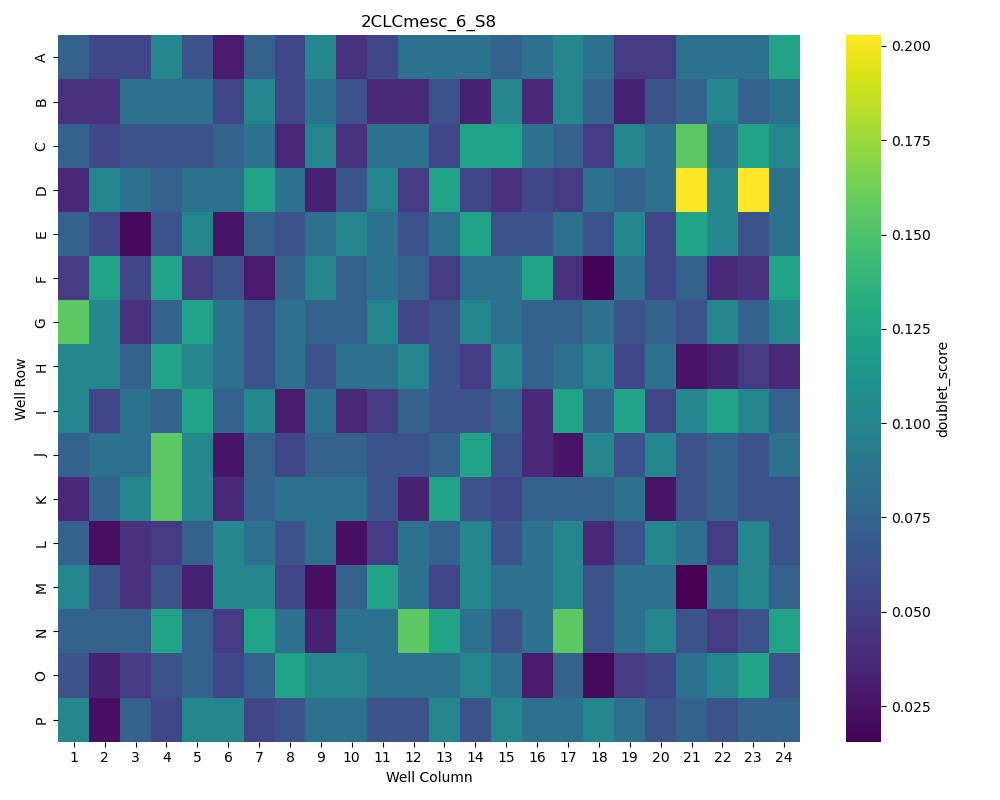 2CLCmesc_6_S8
A
B
C
D
E
F
G
H
I
J
K
L
M
N
O
P
Well Row
1 2 3 4 5 6 7 8 9 10 11 12 13 14 15 16 17 18 19 20 21 22 23 24
Well Column
0.200
0.175
0.150
0.125
0.100
0.075
0.050
0.025
doublet_score